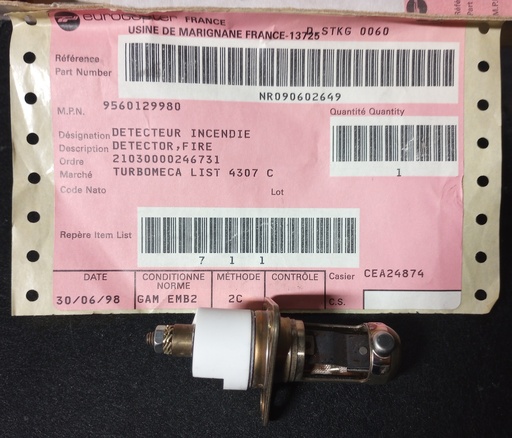 eurocopter FRANCE
USINE DE MARIGNANE FRANCE-13725
D STKG 0060
Référence
Part Number
NR090602649
M.P.N. 9560129980
Quantité Quantity
1
Désignation DETECTEUR INCENDIE
Description DETECTOR,FIRE
Ordre 21030000246731
Marché TURBOMECA LIST 4307 C
Code Nato
Lot
Repère Item List
7 1 1
DATE CONDITIONNE NORME MÉTHODE CONTRÔLE Casier CEA24874
30/06/98 GAM EMB2 2C C.S.